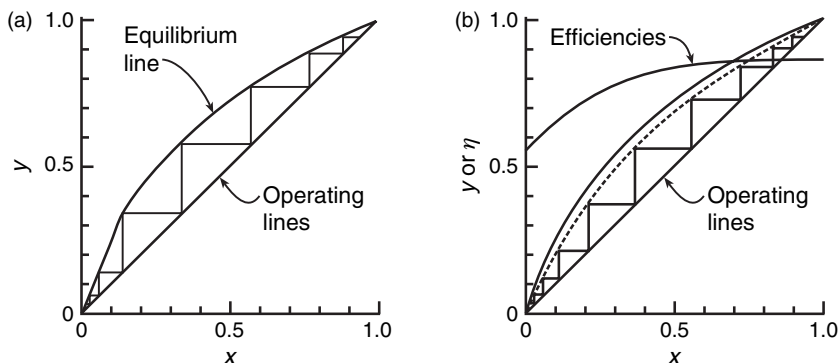 (a)
1.0
0.5
0
y
Equilibrium
line
Operating
lines
0
0.5
1.0
x
(b)
1.0
0.5
0
y or η
Efficiencies
Operating
lines
0
0.5
1.0
x